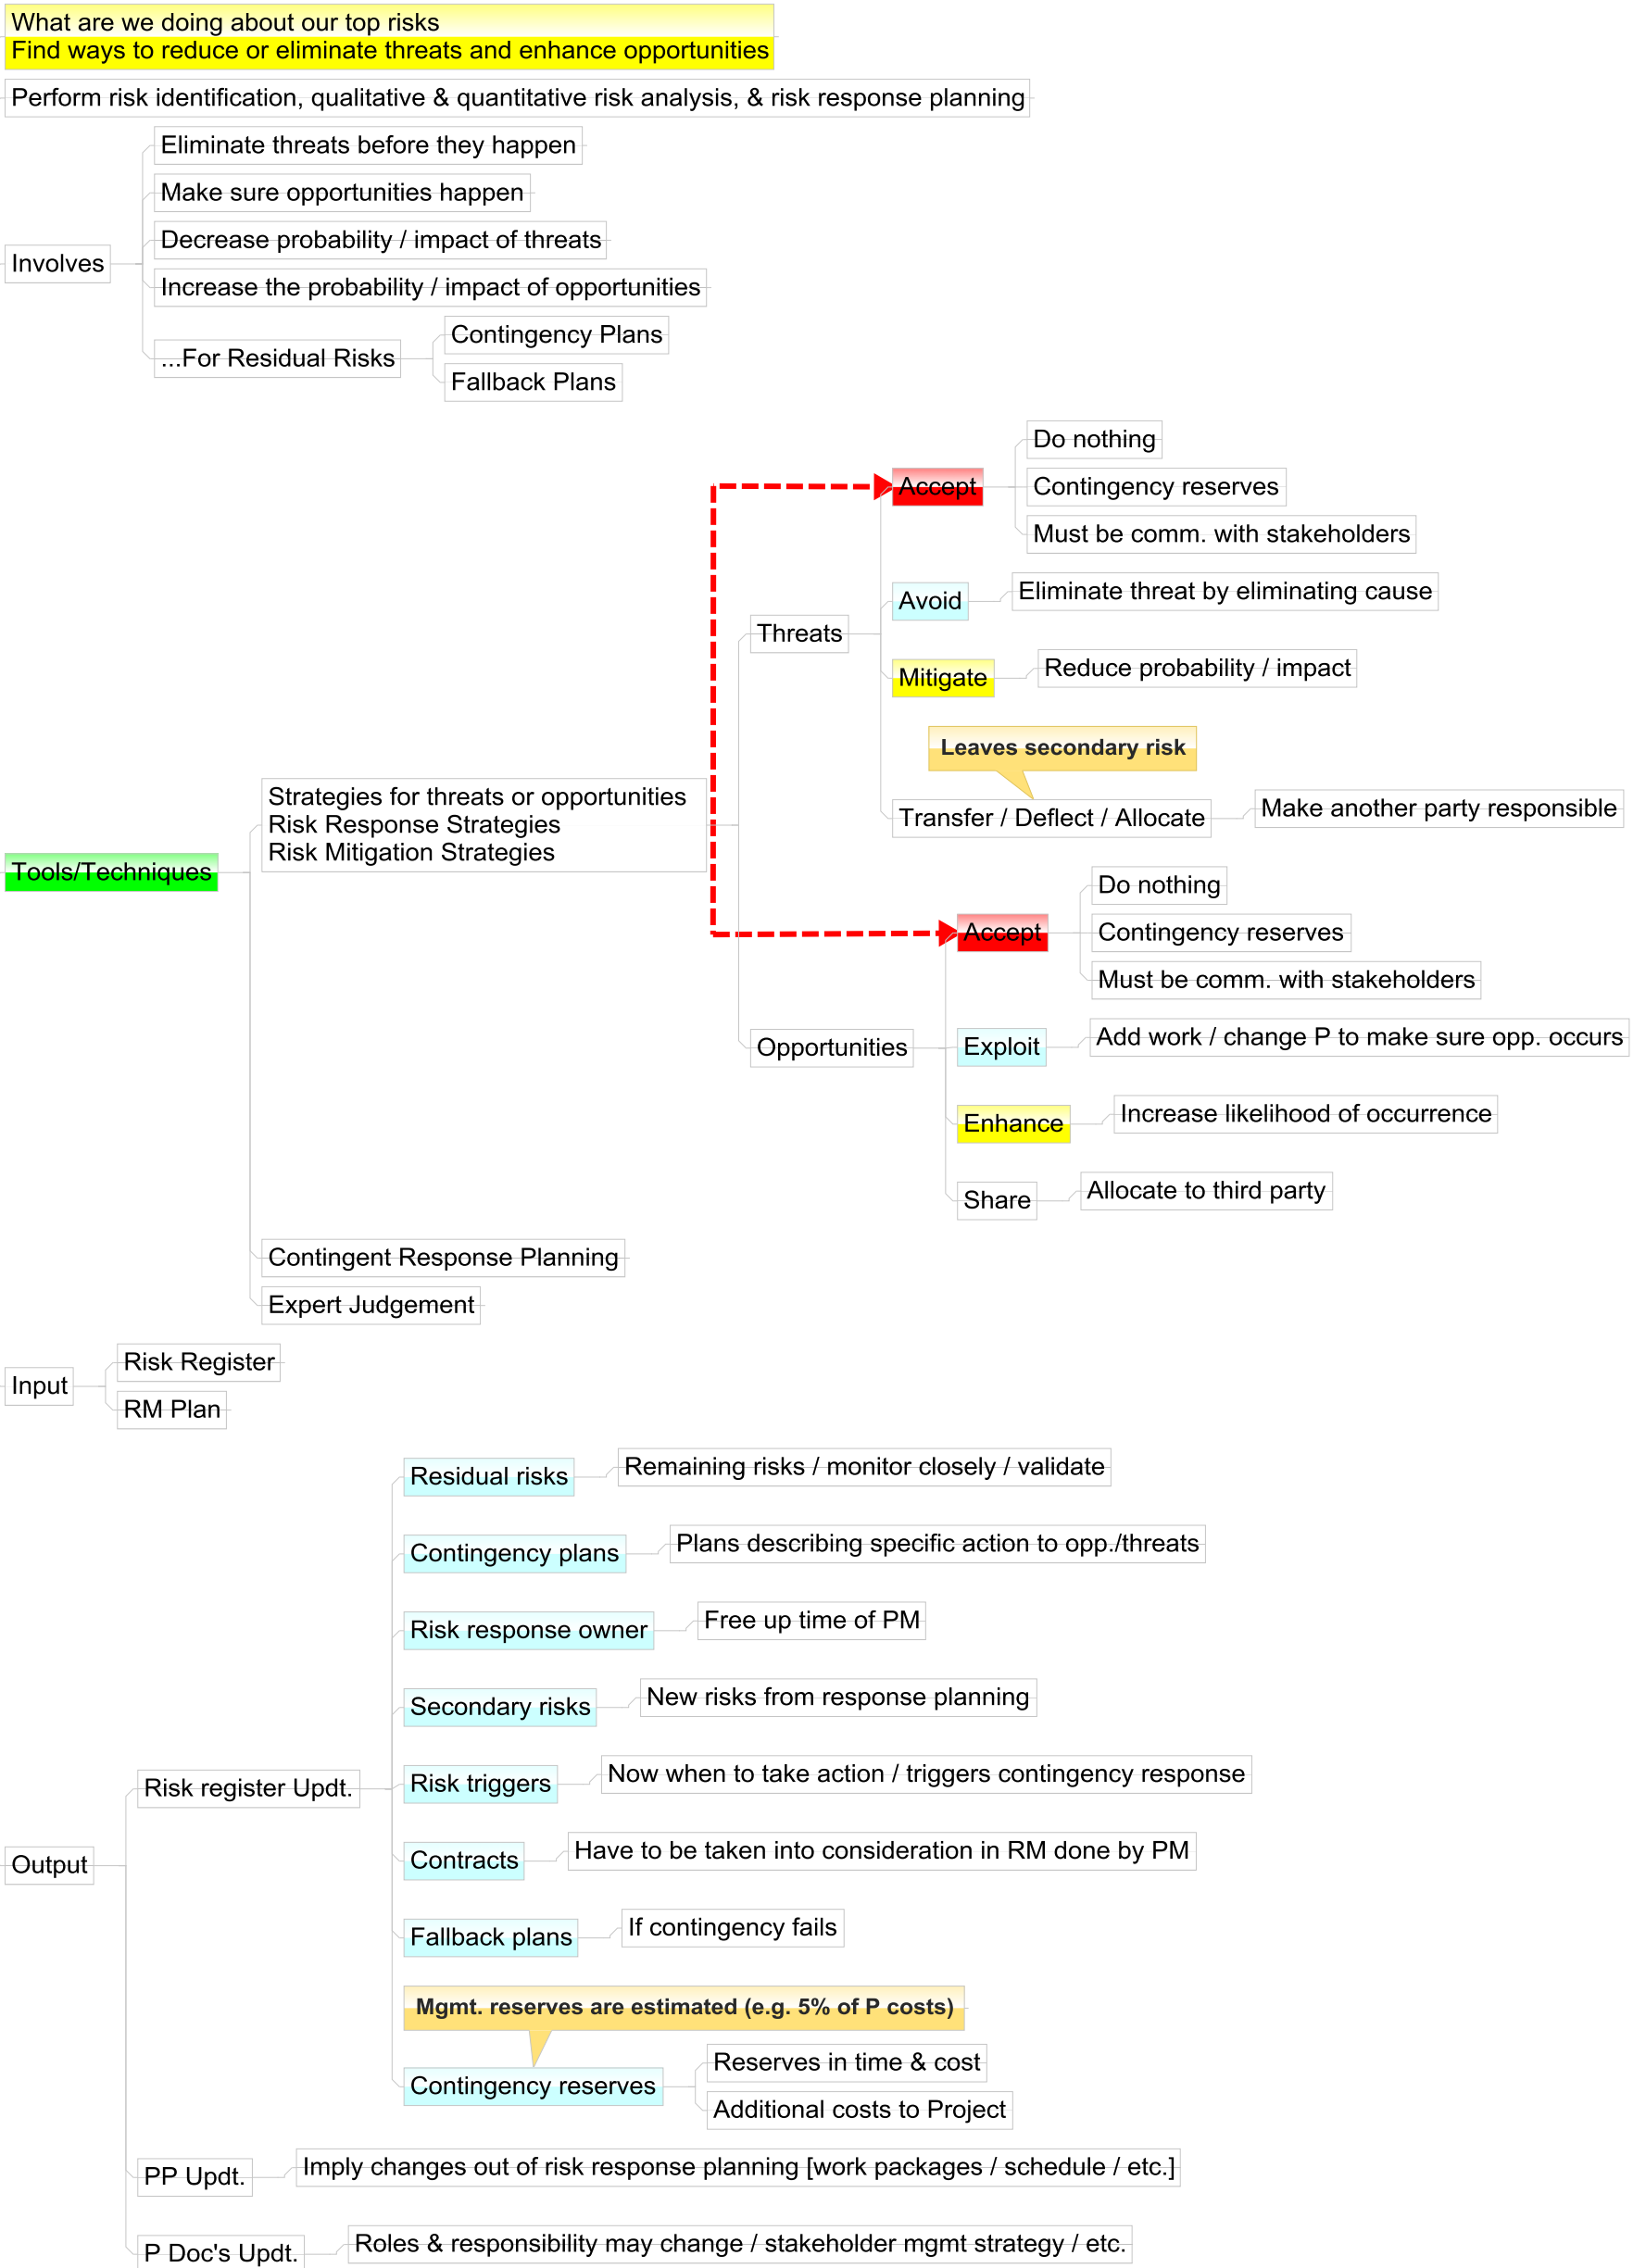 What are we doing about our top risks
Find ways to reduce or eliminate threats and enhance opportunities
Perform risk identification, qualitative & quantitative risk analysis, & risk response planning
Involves
Eliminate threats before they happen
Make sure opportunities happen
Decrease probability / impact of threats
Increase the probability / impact of opportunities
...For Residual Risks
Contingency Plans
Fallback Plans
Tools/Techniques
Strategies for threats or opportunities
Risk Response Strategies
Risk Mitigation Strategies
Threats
Accept
Do nothing
Contingency reserves
Must be comm. with stakeholders
Avoid
Eliminate threat by eliminating cause
Mitigate
Reduce probability / impact
Leaves secondary risk
Transfer / Deflect / Allocate
Make another party responsible
Opportunities
Accept
Do nothing
Contingency reserves
Must be comm. with stakeholders
Exploit
Add work / change P to make sure opp. occurs
Enhance
Increase likelihood of occurrence
Share
Allocate to third party
Contingent Response Planning
Expert Judgement
Input
Risk Register
RM Plan
Output
Risk register Updt.
Residual risks
Remaining risks / monitor closely / validate
Contingency plans
Plans describing specific action to opp./threats
Risk response owner
Free up time of PM
Secondary risks
New risks from response planning
Risk triggers
Now when to take action / triggers contingency response
Contracts
Have to be taken into consideration in RM done by PM
Fallback plans
If contingency fails
Mgmt. reserves are estimated (e.g. 5% of P costs)
Contingency reserves
Reserves in time & cost
Additional costs to Project
PP Updt.
Imply changes out of risk response planning [work packages / schedule / etc.]
P Doc's Updt.
Roles & responsibility may change / stakeholder mgmt strategy / etc.